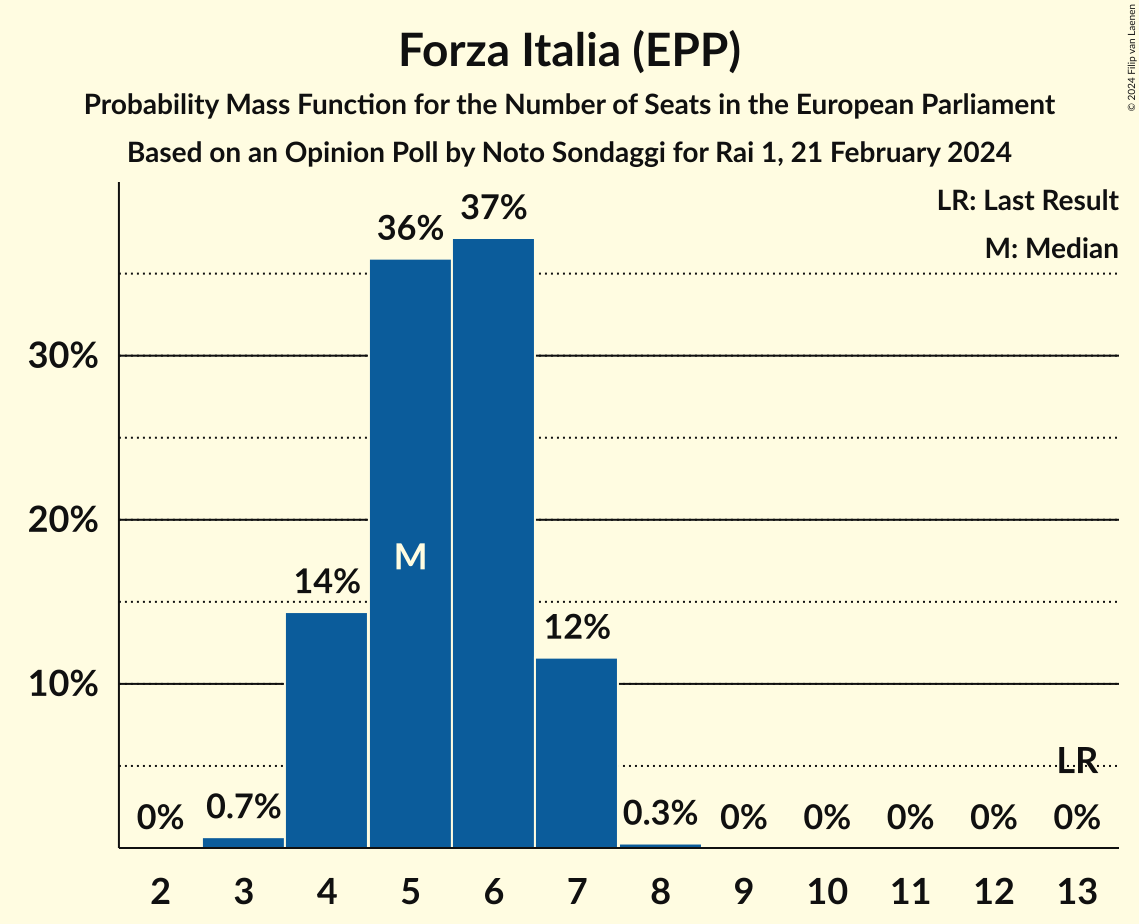 Forza Italia (EPP)
Probability Mass Function for the Number of Seats in the European Parliament
Based on an Opinion Poll by Noto Sondaggi for Rai 1, 21 February 2024
© 2024 Filip van Laenen
LR: Last Result
M: Median
30%
20%
10%
0%
0.7%
14%
36%
37%
12%
0.3%
0%
0%
0%
0%
0%
M
LR
2 3 4 5 6 7 8 9 10 11 12 13